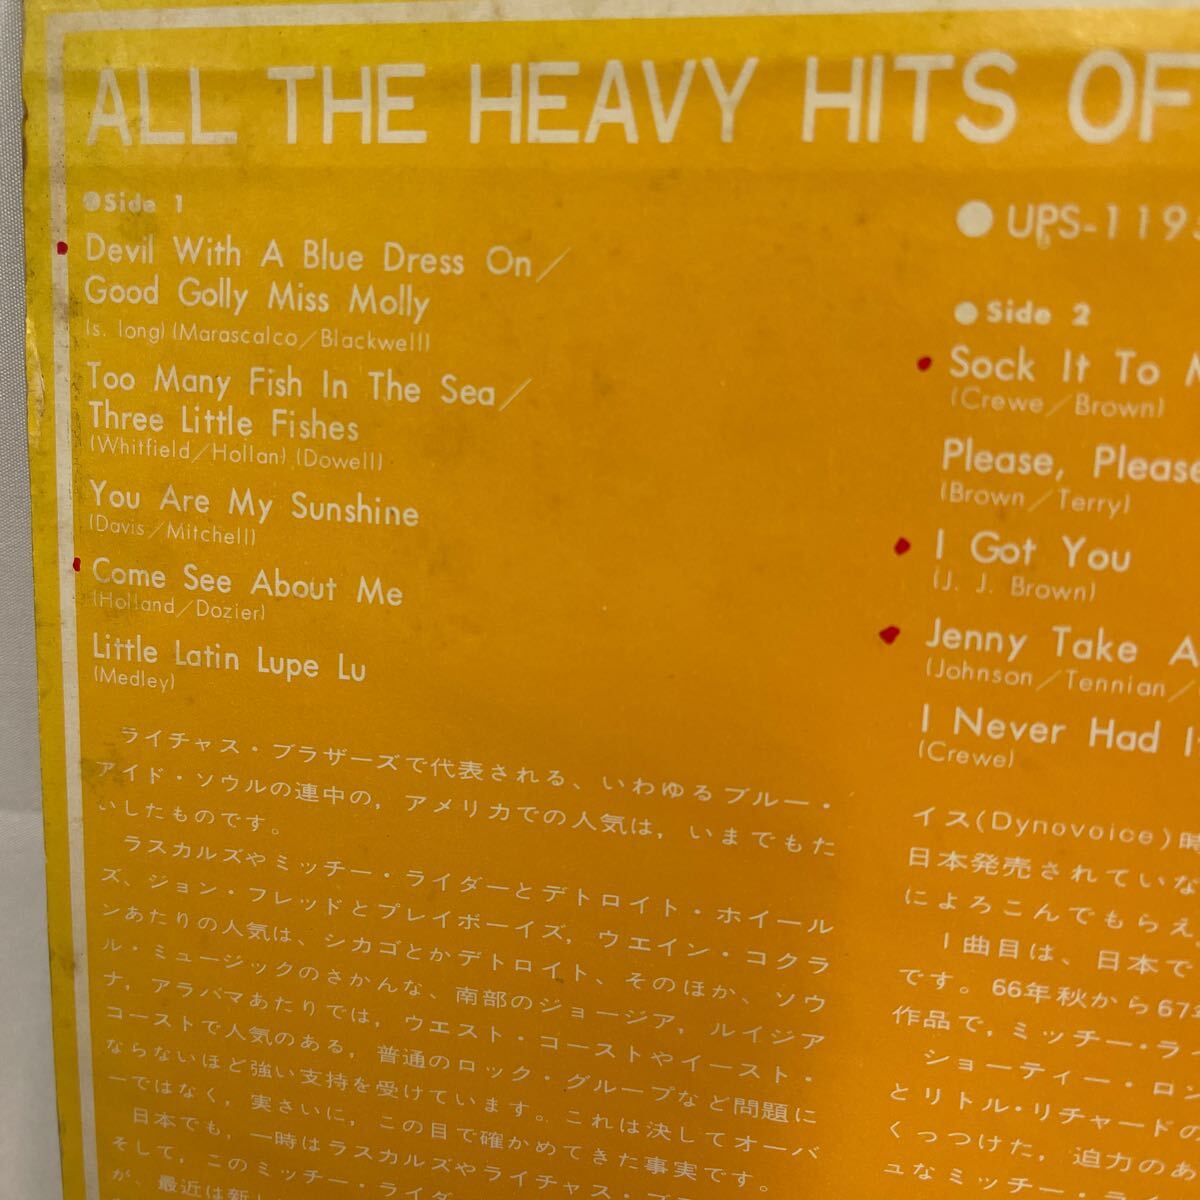 ALL THE HEAVY HITS OF
●Side 1
Devil With A Blue Dress On/
Good Golly Miss Molly
(s. long) (Marascalco/Blackwell)
Too Many Fish In The Sea/
Three Little Fishes
(Whitfield/Hollan) (Dowell)
You Are My Sunshine
(Davis/Mitchell)
Come See About Me
(Holland/Dozier)
Little Latin Lupe Lu
(Medley)
●UPS-119
●Side 2
Sock It To
(Crewe/Brown)
Please, Please
(Brown/Terry)
I Got You
(J. J. Brown)
Jenny Take A
(Johnson/Tennian/
I Never Had
(Crewe)
ライチャス・ブラザーズで代表される、いわゆるブルー・
アイド・ソウルの連中の，アメリカでの人気は，いまでもた
いしたものです。
ラスカルズやミッチー・ライダーとデトロイト・ホイール
ズ、ジョン・フレッドとプレイボーイズ，ウエイン・コクラ
ンあたりの人気は、シカゴとかデトロイト、そのほか、ソウ
ル・ミュージックのさかんな、南部のジョージア，ルイジア
ナ，アラバマあたりでは，ウエスト・コーストやイースト・
コーストで人気のある，普通のロック・グループなど問題に
ならないほど強い支持を受けています。これは決してオーバ
ーではなく，実さいに，この目で確かめてきた事実です。
日本でも，一時はラスカルズやライチャス・ブラ
そして，このミッチー・ライダー
が、最近は新し
イス(Dynovoice)時
日本発売されていな
によろこんでもらえ
1曲目は、日本で
です。66年秋から67
作品で，ミッチー・ラ
ショーティー・ロン
とリトル・リチャードの
くっつけた，迫力のあ
ュなミッチー・ラ